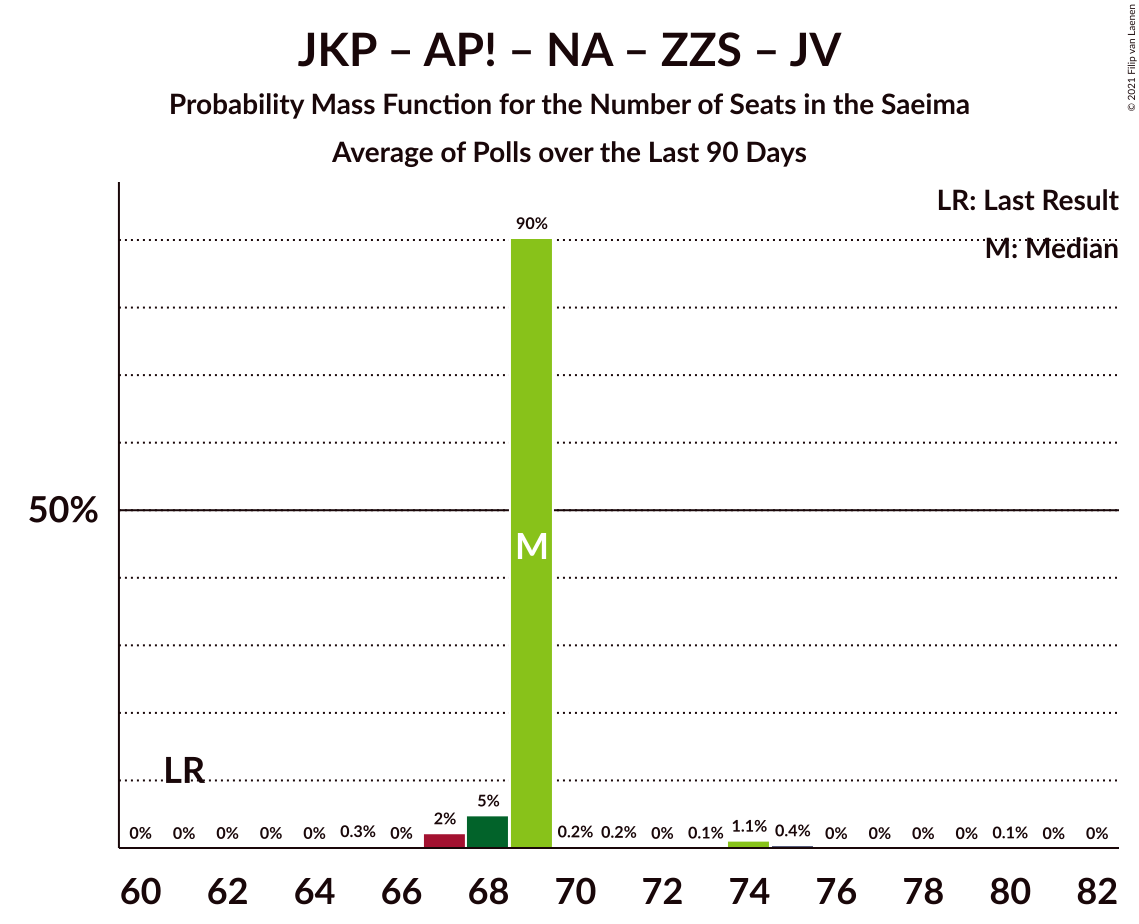 JKP – AP! – NA – ZZS – JV
Probability Mass Function for the Number of Seats in the Saeima
Average of Polls over the Last 90 Days
© 2021 Filip van Laenen
LR: Last Result
M: Median
90%
50%
M
LR
0% 0% 0% 0% 0% 0.3% 0% 2% 5% 0.2% 0.2% 0% 0.1% 1.1% 0.4% 0% 0% 0% 0% 0.1% 0% 0%
60 62 64 66 68 70 72 74 76 78 80 82